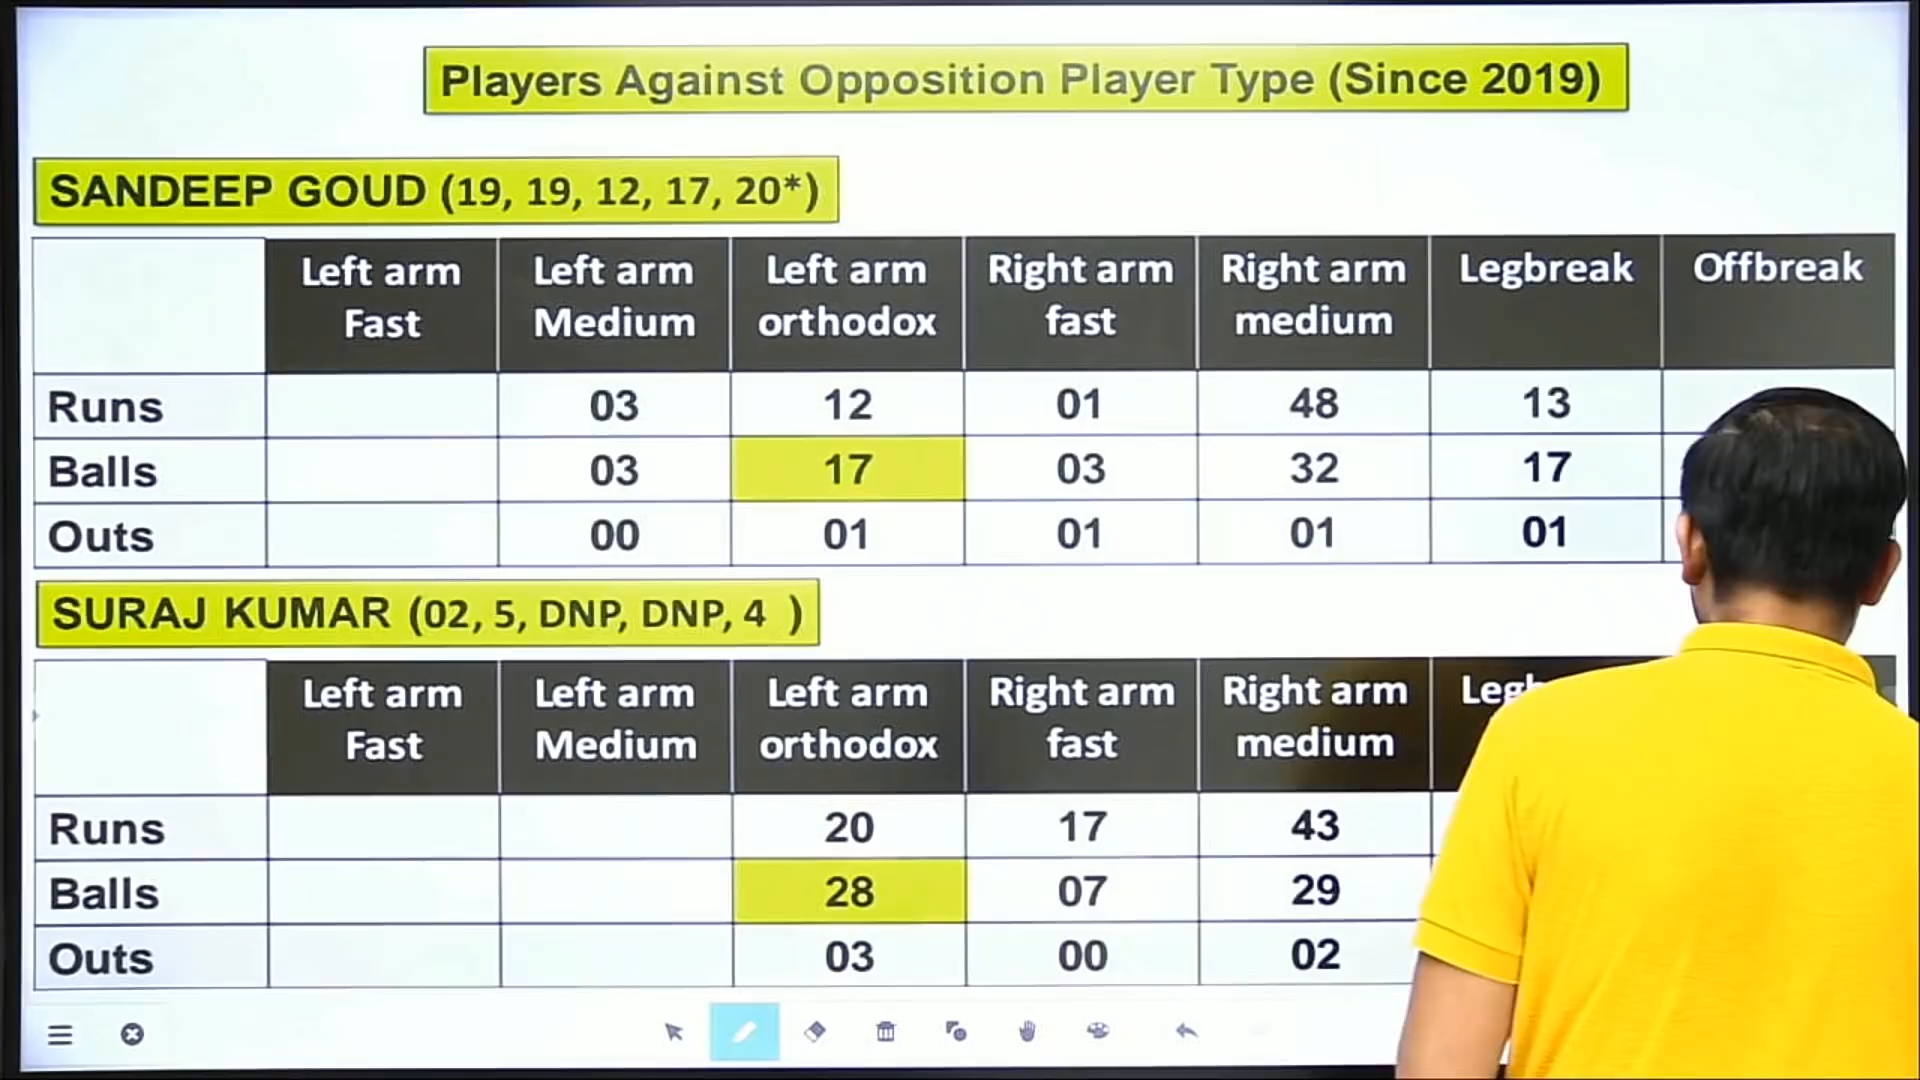 Players Against Opposition Player Type (Since 2019)
SANDEEP GOUD (19, 19, 12, 17, 20*)
Left arm Fast Left arm Medium Left arm orthodox Right arm fast Right arm medium Legbreak Offbreak
Runs 03 12 01 48 13
Balls 03 17 03 32 17
Outs 00 01 01 01 01
SURAJ KUMAR (02, 5, DNP, DNP, 4 )
Left arm Fast Left arm Medium Left arm orthodox Right arm fast Right arm medium
Runs 20 17 43
Balls 28 07 29
Outs 03 00 02